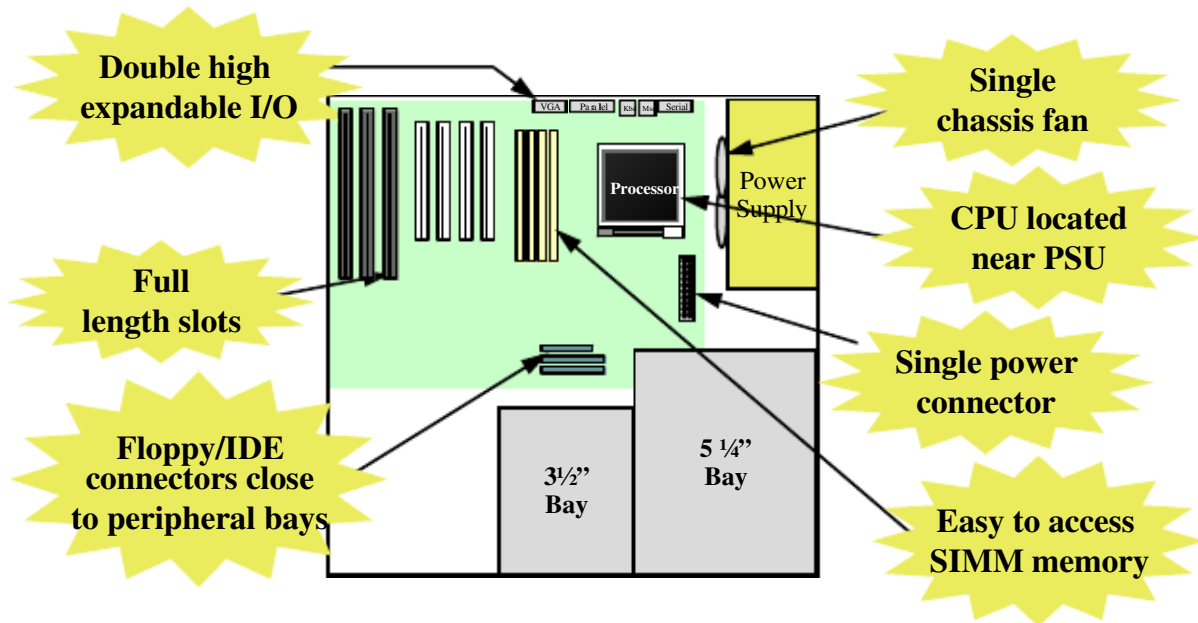 Double high
expandable I/O
Single
chassis fan
VGA
Parallel
Kbd
Mse
Serial
Processor
Power
Supply
CPU located
near PSU
Full
length slots
Single power
connector
Floppy/IDE
connectors close
to peripheral bays
3½”
Bay
5 ¼”
Bay
Easy to access
SIMM memory